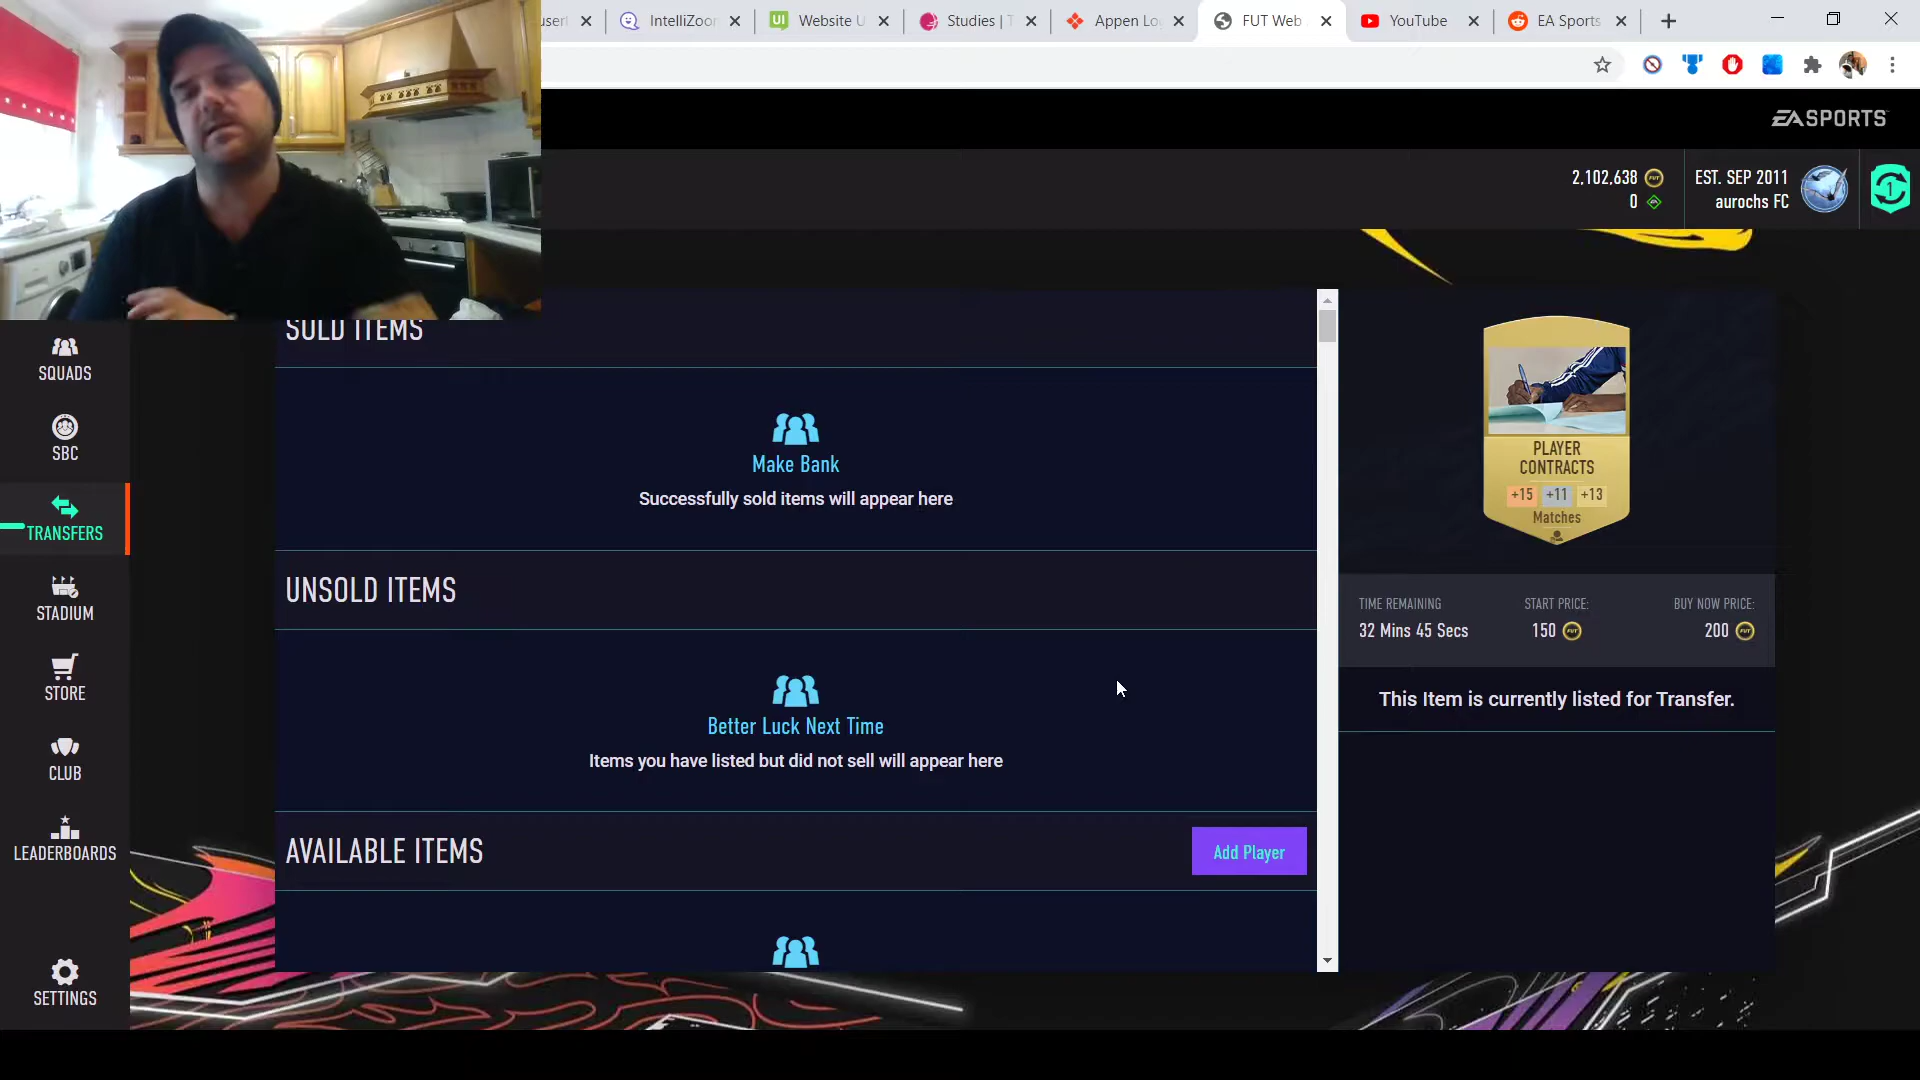 IntelliZoo
Website U
Studies | T
Appen Lo
FUT Web
YouTube
EA Sports
EA SPORTS
2,102,638
0
EST. SEP 2011
aurochs FC
1
SQUADS
SBC
TRANSFERS
STADIUM
STORE
CLUB
LEADERBOARDS
SETTINGS
SOLD ITEMS
Make Bank
Successfully sold items will appear here
UNSOLD ITEMS
Better Luck Next Time
Items you have listed but did not sell will appear here
AVAILABLE ITEMS
Add Player
PLAYER
CONTRACTS
+15 +11 +13
Matches
TIME REMAINING
32 Mins 45 Secs
START PRICE:
150
BUY NOW PRICE:
200
This Item is currently listed for Transfer.